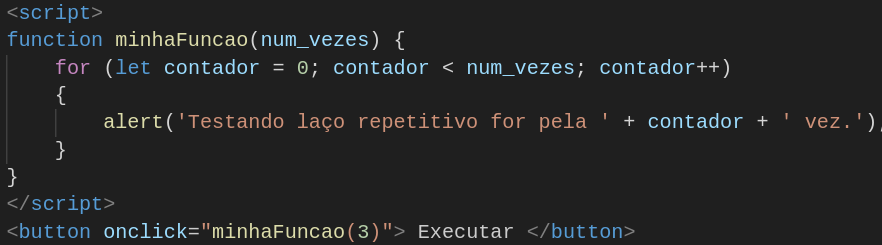 <script>
function minhaFuncao(num_vezes) {
    for (let contador = 0; contador < num_vezes; contador++)
    {
        alert('Testando laço repetitivo for pela ' + contador + ' vez.');
    }
}
</script>
<button onclick="minhaFuncao(3)"> Executar </button>